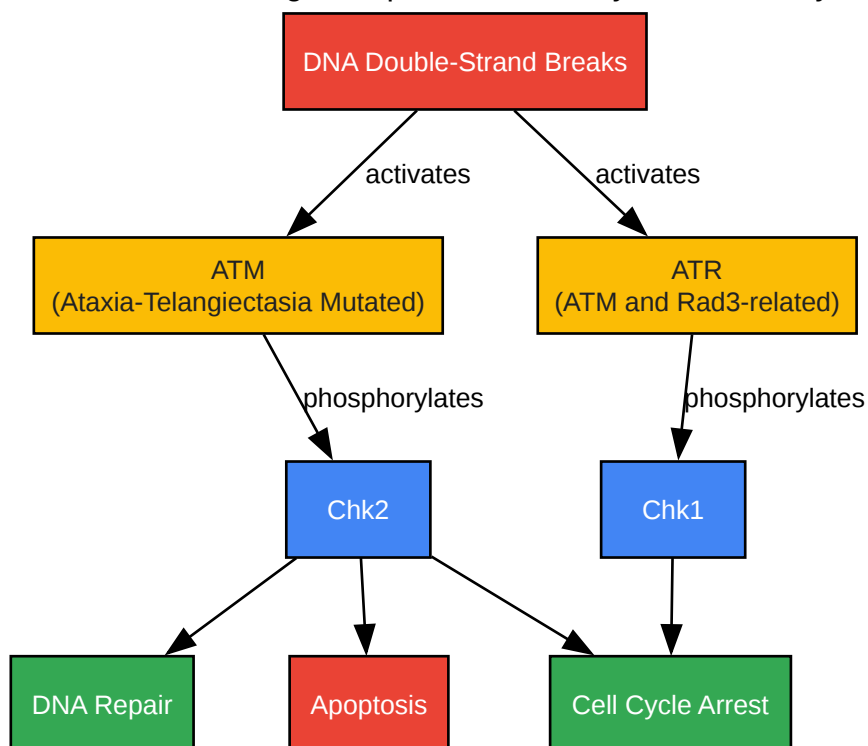 DNA Double-Strand Breaks
activates
activates
ATM
(Ataxia-Telangiectasia Mutated)
ATR
(ATM and Rad3-related)
phosphorylates
phosphorylates
Chk2
Chk1
DNA Repair
Apoptosis
Cell Cycle Arrest